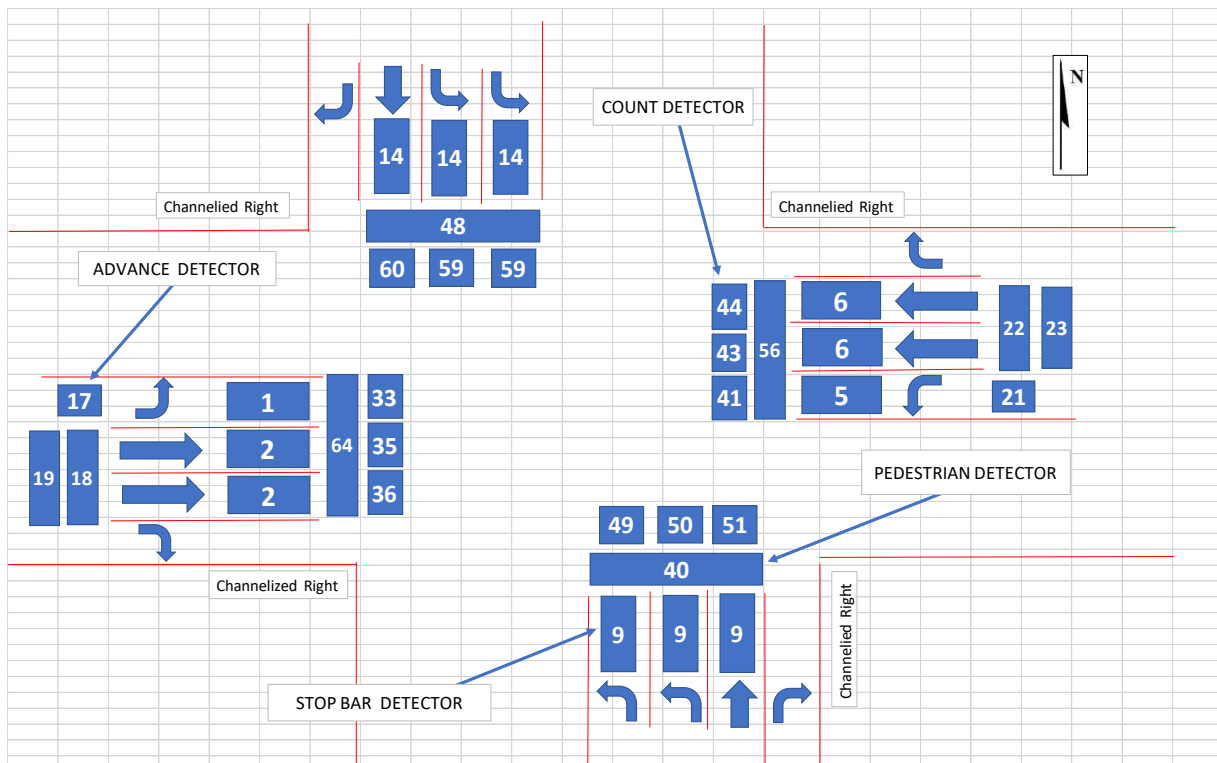 N
COUNT DETECTOR
14 14 14
Channelied Right
Channelied Right
48
ADVANCE DETECTOR
60 59 59
44 56 6 22 23
43 6
41 5 21
17 1 64 33
19 18 2 35
2 36
PEDESTRIAN DETECTOR
49 50 51
40
Channelized Right
Channelied Right
9 9 9
STOP BAR DETECTOR